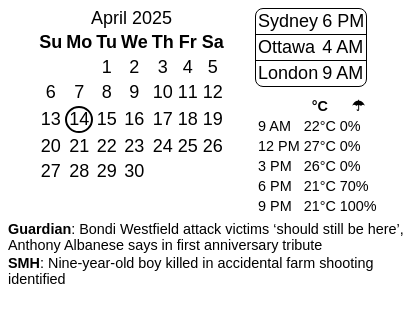 April 2025
Su Mo Tu We Th Fr Sa
1 2 3 4 5
6 7 8 9 10 11 12
13 14 15 16 17 18 19
20 21 22 23 24 25 26
27 28 29 30
Sydney 6 PM
Ottawa 4 AM
London 9 AM
°C ☂
9 AM 22°C 0%
12 PM 27°C 0%
3 PM 26°C 0%
6 PM 21°C 70%
9 PM 21°C 100%
Guardian: Bondi Westfield attack victims ‘should still be here’,
Anthony Albanese says in first anniversary tribute
SMH: Nine-year-old boy killed in accidental farm shooting
identified